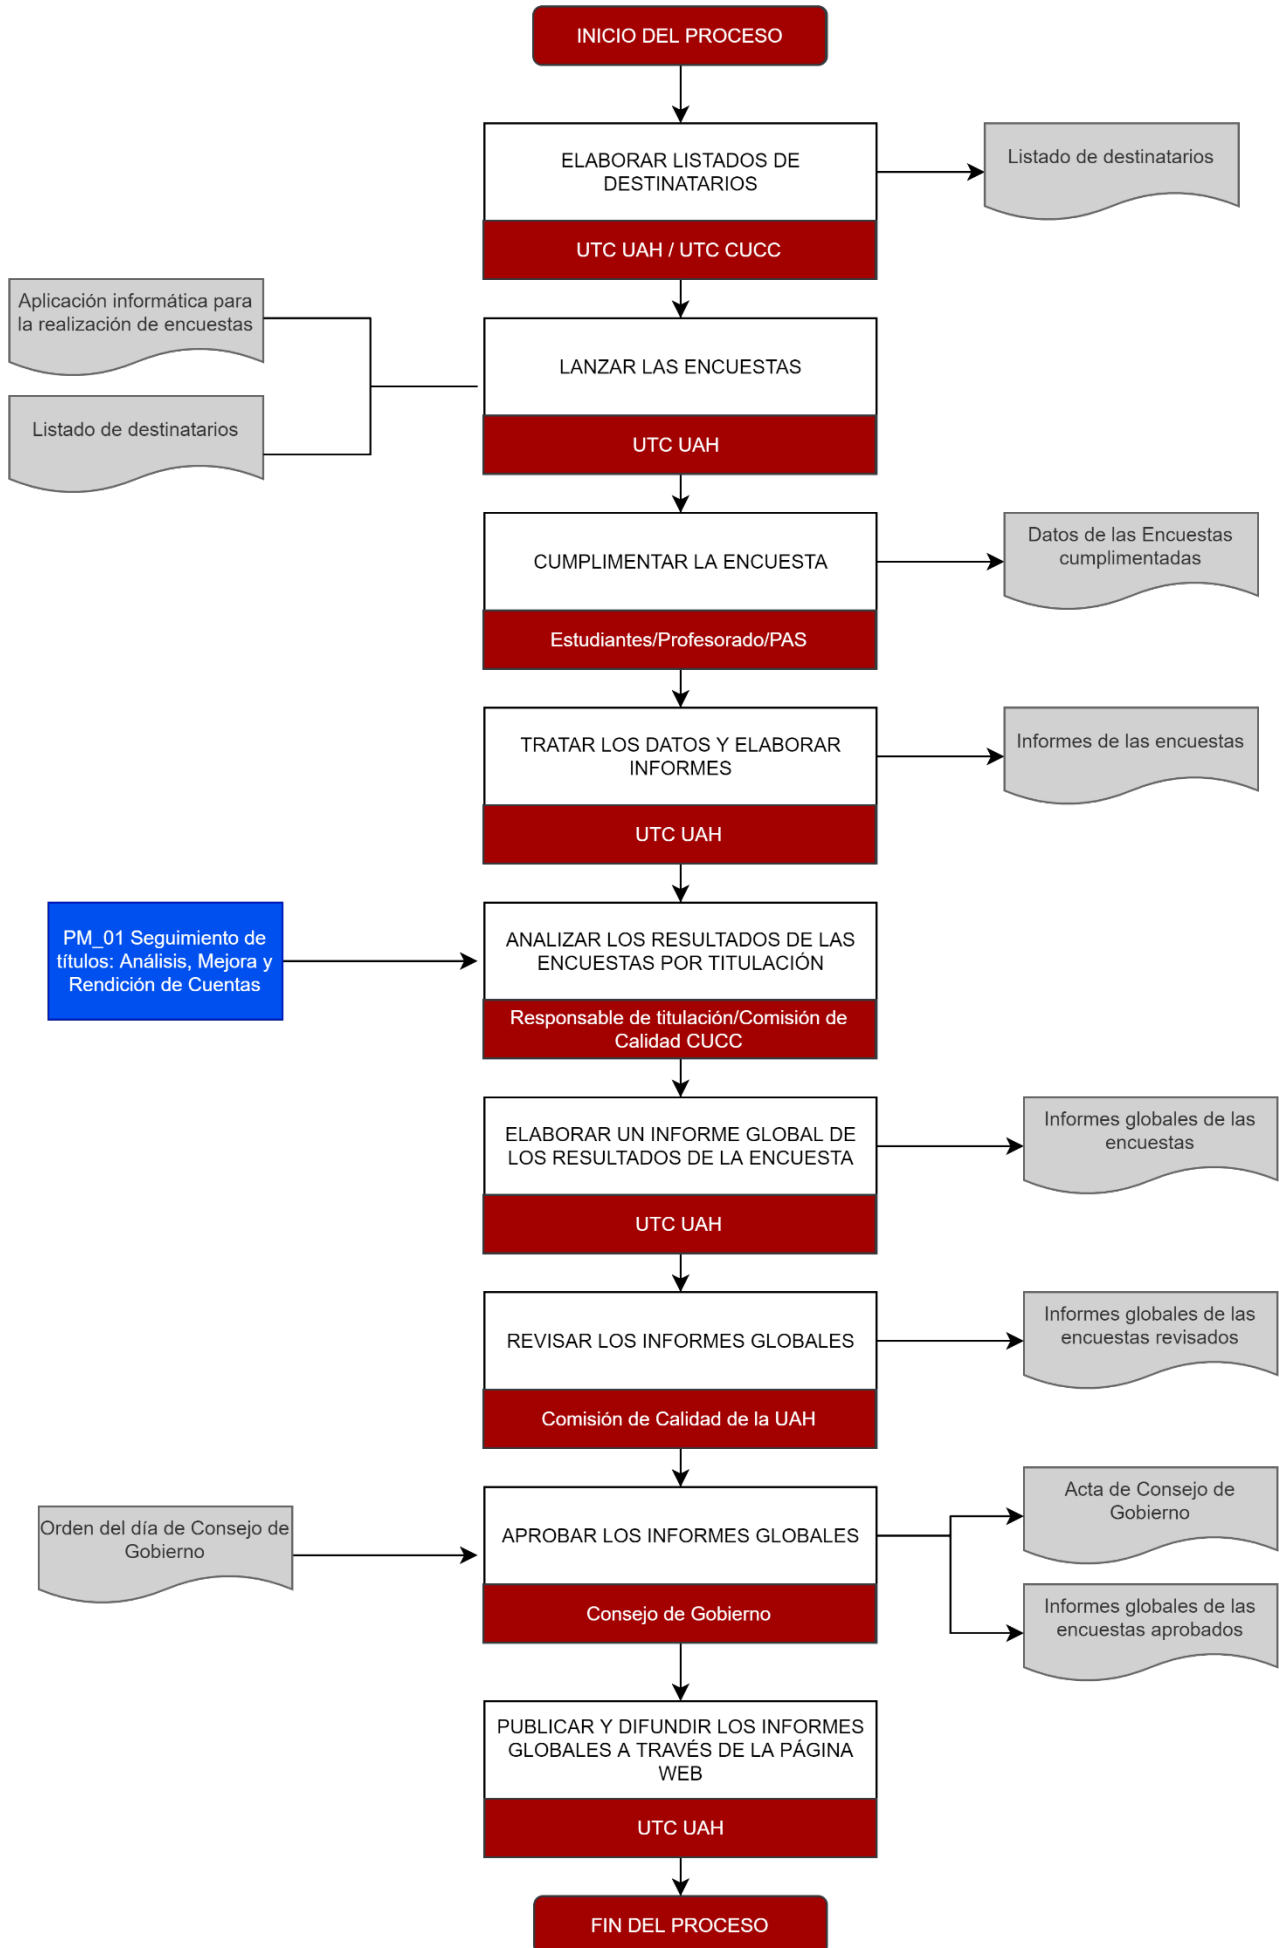 INICIO DEL PROCESO
ELABORAR LISTADOS DE
DESTINATARIOS
UTC UAH / UTC CUCC
Listado de destinatarios
Aplicación informática para
la realización de encuestas
Listado de destinatarios
LANZAR LAS ENCUESTAS
UTC UAH
CUMPLIMENTAR LA ENCUESTA
Estudiantes/Profesorado/PAS
Datos de las Encuestas
cumplimentadas
TRATAR LOS DATOS Y ELABORAR
INFORMES
UTC UAH
Informes de las encuestas
PM_01 Seguimiento de
títulos: Análisis, Mejora y
Rendición de Cuentas
ANALIZAR LOS RESULTADOS DE LAS
ENCUESTAS POR TITULACIÓN
Responsable de titulación/Comisión de
Calidad CUCC
ELABORAR UN INFORME GLOBAL DE
LOS RESULTADOS DE LA ENCUESTA
UTC UAH
Informes globales de las
encuestas
REVISAR LOS INFORMES GLOBALES
Comisión de Calidad de la UAH
Informes globales de las
encuestas revisados
Orden del día de Consejo de
Gobierno
APROBAR LOS INFORMES GLOBALES
Consejo de Gobierno
Acta de Consejo de
Gobierno
Informes globales de las
encuestas aprobados
PUBLICAR Y DIFUNDIR LOS INFORMES
GLOBALES A TRAVÉS DE LA PÁGINA
WEB
UTC UAH
FIN DEL PROCESO